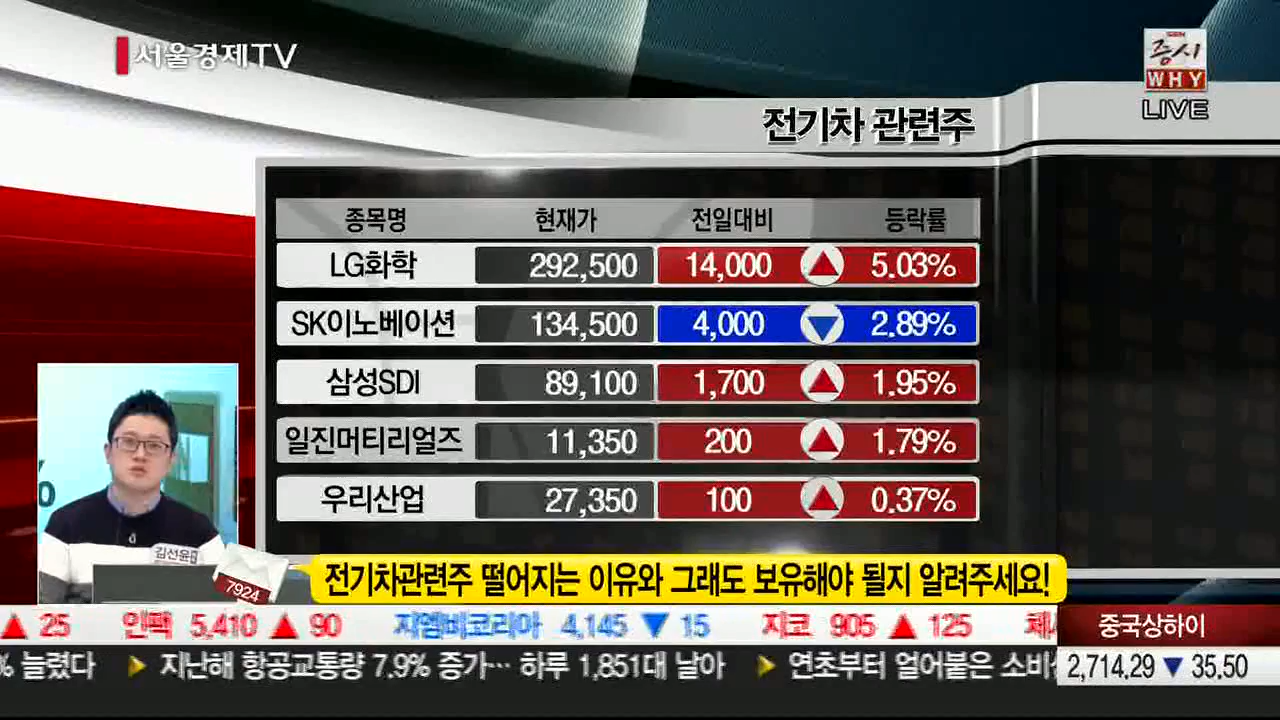 서울경제TV
SEN
증시
WHY
LIVE
전기차 관련주
종목명 현재가 전일대비 등락률
LG화학 292,500 14,000 ▲ 5.03%
SK이노베이션 134,500 4,000 ▼ 2.89%
삼성SDI 89,100 1,700 ▲ 1.95%
일진머티리얼즈 11,350 200 ▲ 1.79%
우리산업 27,350 100 ▲ 0.37%
김선윤
7924
전기차관련주 떨어지는 이유와 그래도 보유해야 될지 알려주세요!
▲ 25 인팩 5,410 ▲ 90 지엠비코리아 4,145 ▼ 15 지코 905 ▲ 125
중국상하이
% 늘렸다 ▶ 지난해 항공교통량 7.9% 증가… 하루 1,851대 날아 ▶ 연초부터 얼어붙은
2,714.29 ▼ 35.50